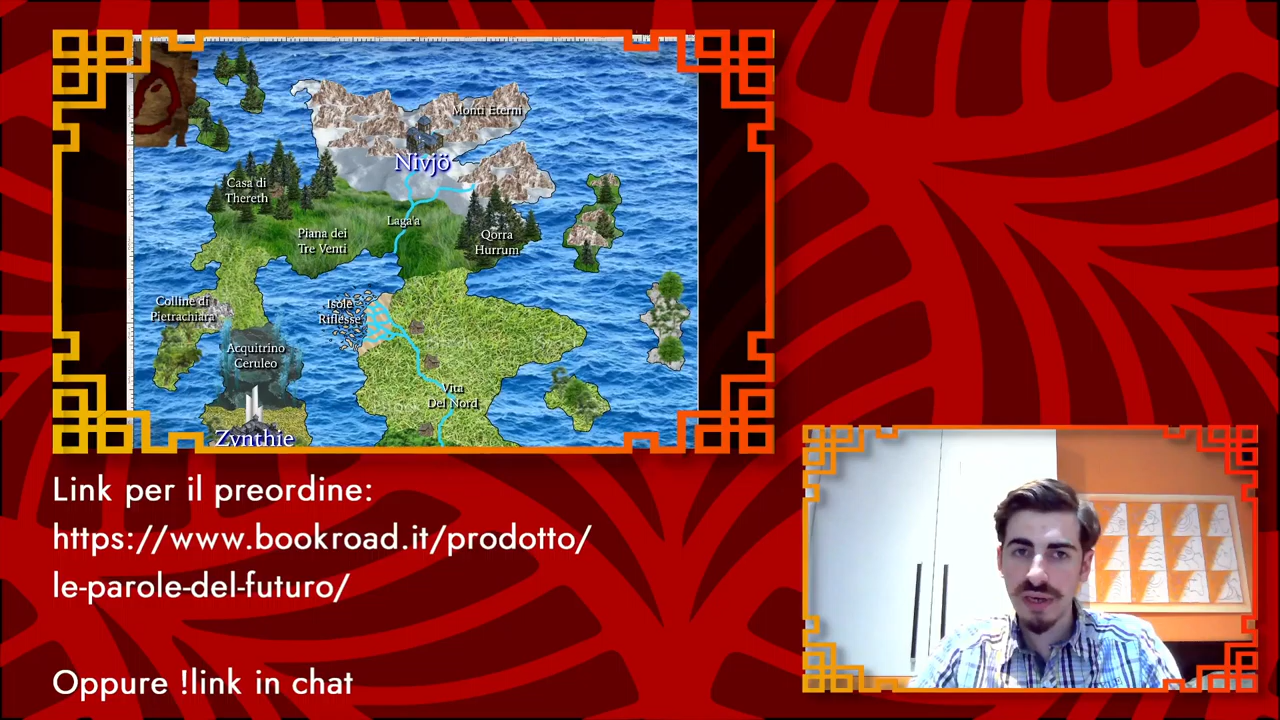 Monti Eterni
Nivjö
Casa di
Thereth
Laga'a
Piana dei
Tre Venti
Qorra
Hurrum
Colline di
Pietrachiara
Isole
Riflesse
Acquitrino
Ceruleo
Vita
Del Nord
Zynthie
Link per il preordine:
https://www.bookroad.it/prodotto/
le-parole-del-futuro/
Oppure !link in chat